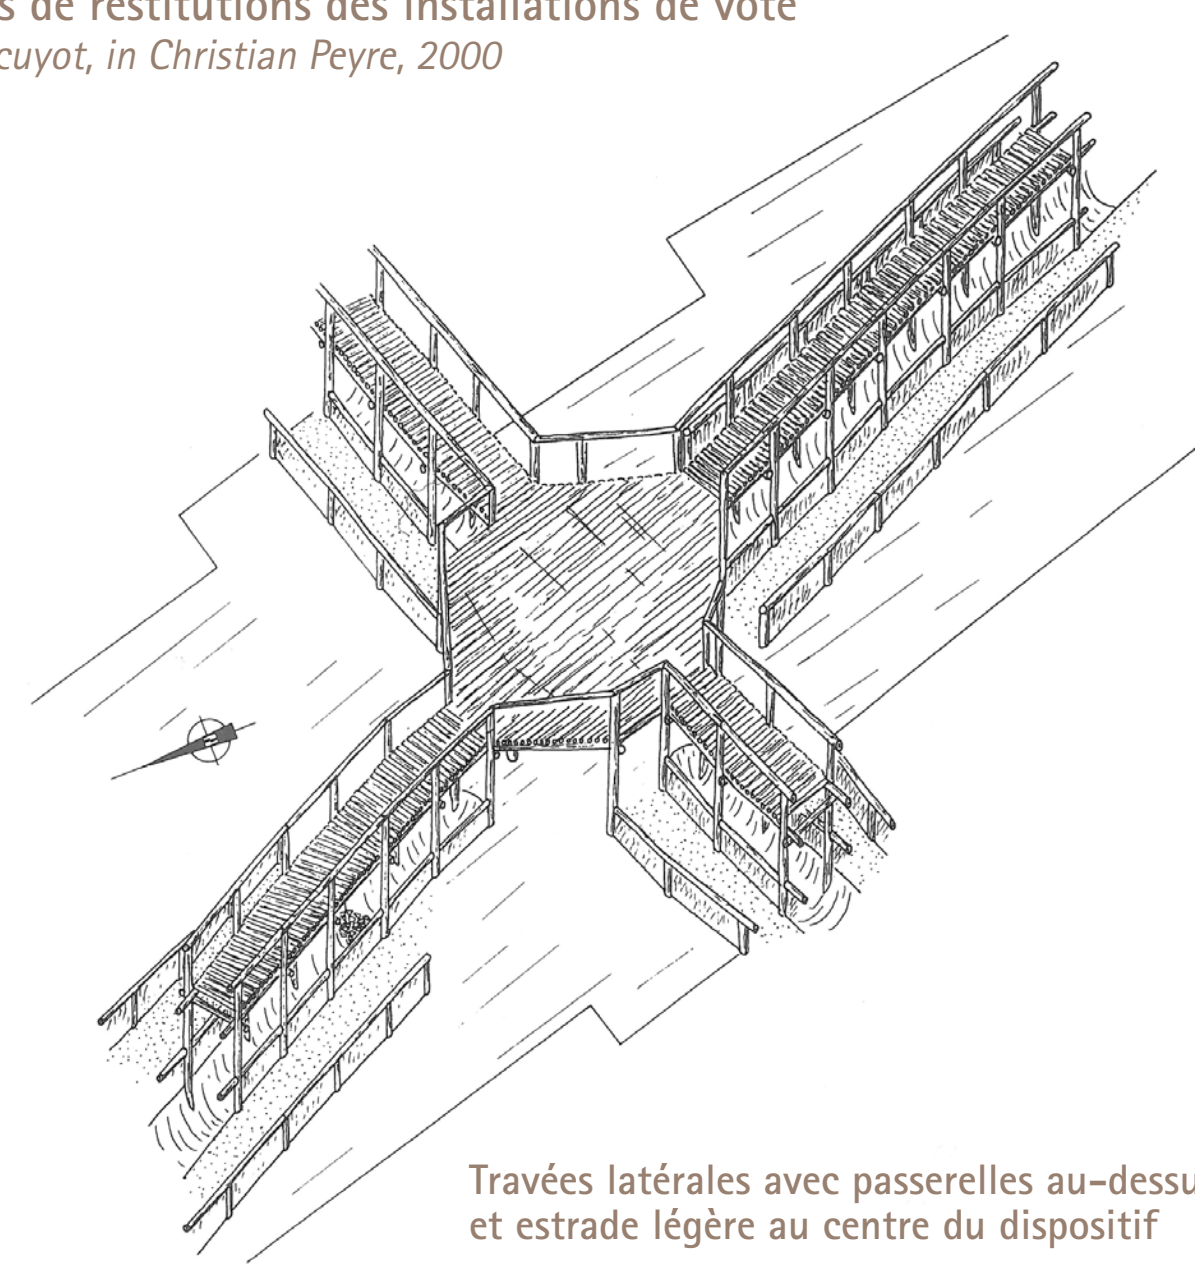 de restitutions des installations de vote
cuyot, in Christian Peyre, 2000
N
Travées latérales avec passerelles au-dessu
et estrade légère au centre du dispositif